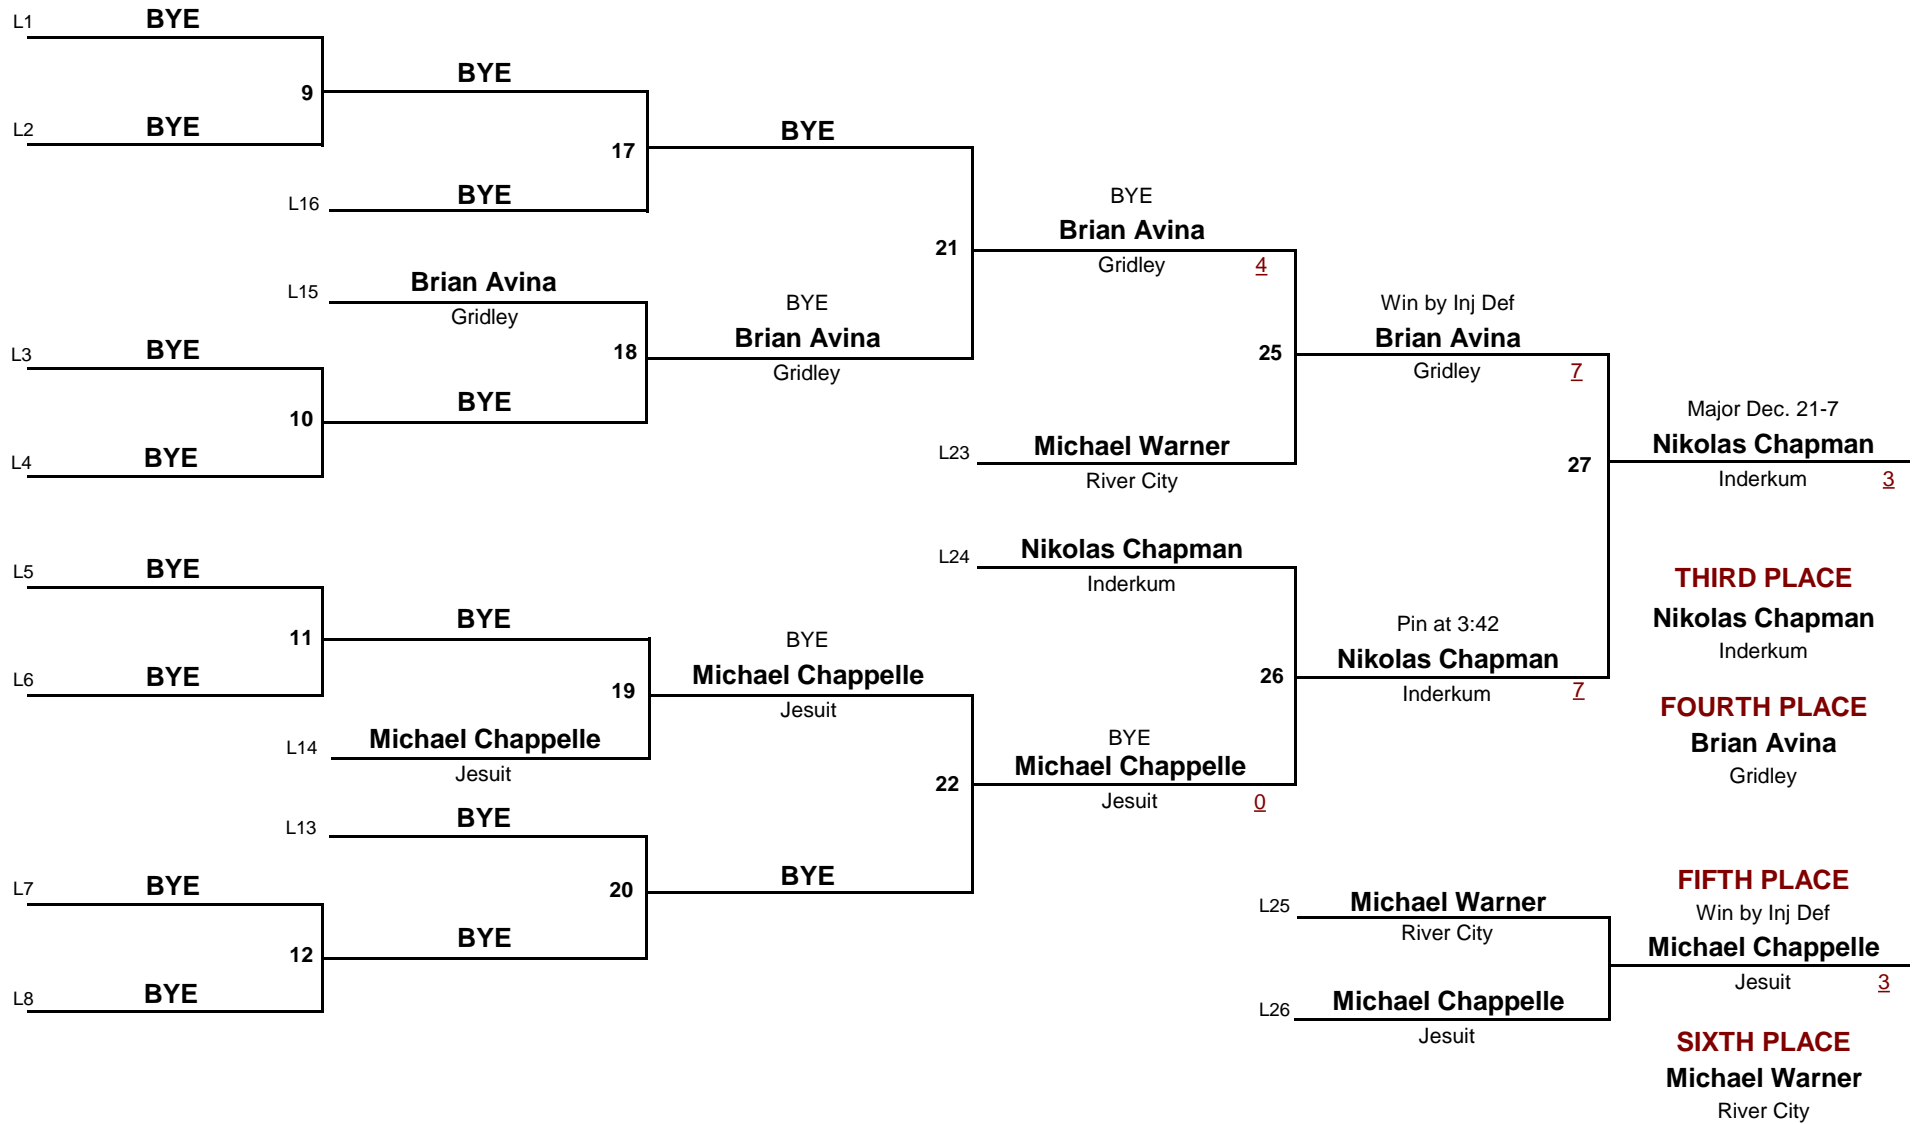 L1 BYE
9
L2 BYE
BYE
17
L16 BYE
BYE
L15 Brian Avina
Gridley
18
L3 BYE
10
L4 BYE
BYE
BYE
Brian Avina
Gridley
21
BYE
Brian Avina
Gridley 4
25
L23 Michael Warner
River City
Win by Inj Def
Brian Avina
Gridley 7
27
Major Dec. 21-7
Nikolas Chapman
Inderkum 3
L5 BYE
11
L6 BYE
BYE
19
L14 Michael Chappelle
Jesuit
BYE
Michael Chappelle
Jesuit
22
L13 BYE
20
L7 BYE
12
L8 BYE
BYE
BYE
L24 Nikolas Chapman
Inderkum
26
BYE
Michael Chappelle
Jesuit 0
Pin at 3:42
Nikolas Chapman
Inderkum 7
THIRD PLACE
Nikolas Chapman
Inderkum
FOURTH PLACE
Brian Avina
Gridley
L25 Michael Warner
River City
L26 Michael Chappelle
Jesuit
FIFTH PLACE
Win by Inj Def
Michael Chappelle
Jesuit 3
SIXTH PLACE
Michael Warner
River City